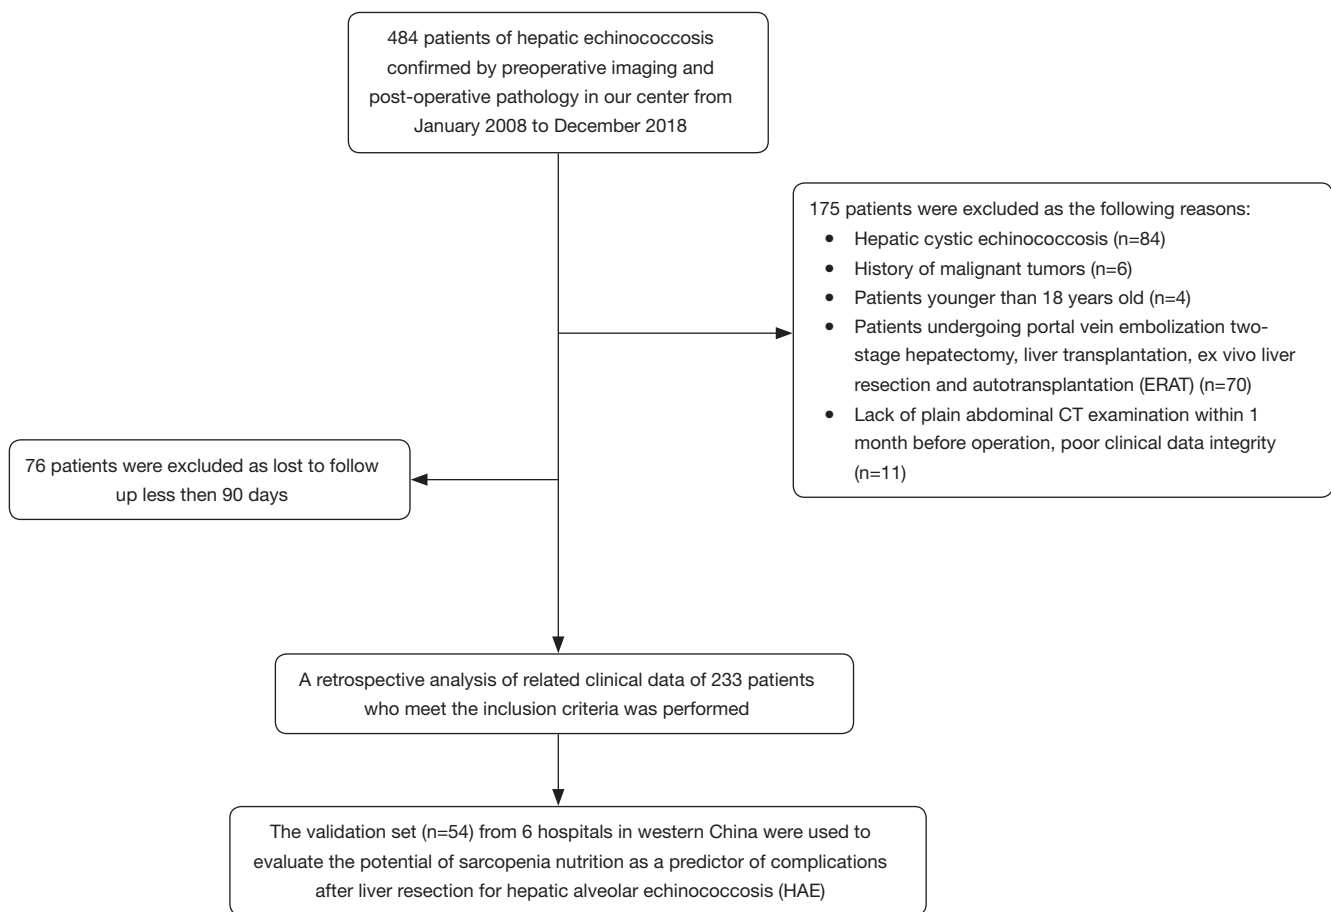 484 patients of hepatic echinococcosis
confirmed by preoperative imaging and
post-operative pathology in our center from
January 2008 to December 2018
175 patients were excluded as the following reasons:
• Hepatic cystic echinococcosis (n=84)
• History of malignant tumors (n=6)
• Patients younger than 18 years old (n=4)
• Patients undergoing portal vein embolization two-
stage hepatectomy, liver transplantation, ex vivo liver
resection and autotransplantation (ERAT) (n=70)
• Lack of plain abdominal CT examination within 1
month before operation, poor clinical data integrity
(n=11)
76 patients were excluded as lost to follow
up less then 90 days
A retrospective analysis of related clinical data of 233 patients
who meet the inclusion criteria was performed
The validation set (n=54) from 6 hospitals in western China were used to
evaluate the potential of sarcopenia nutrition as a predictor of complications
after liver resection for hepatic alveolar echinococcosis (HAE)